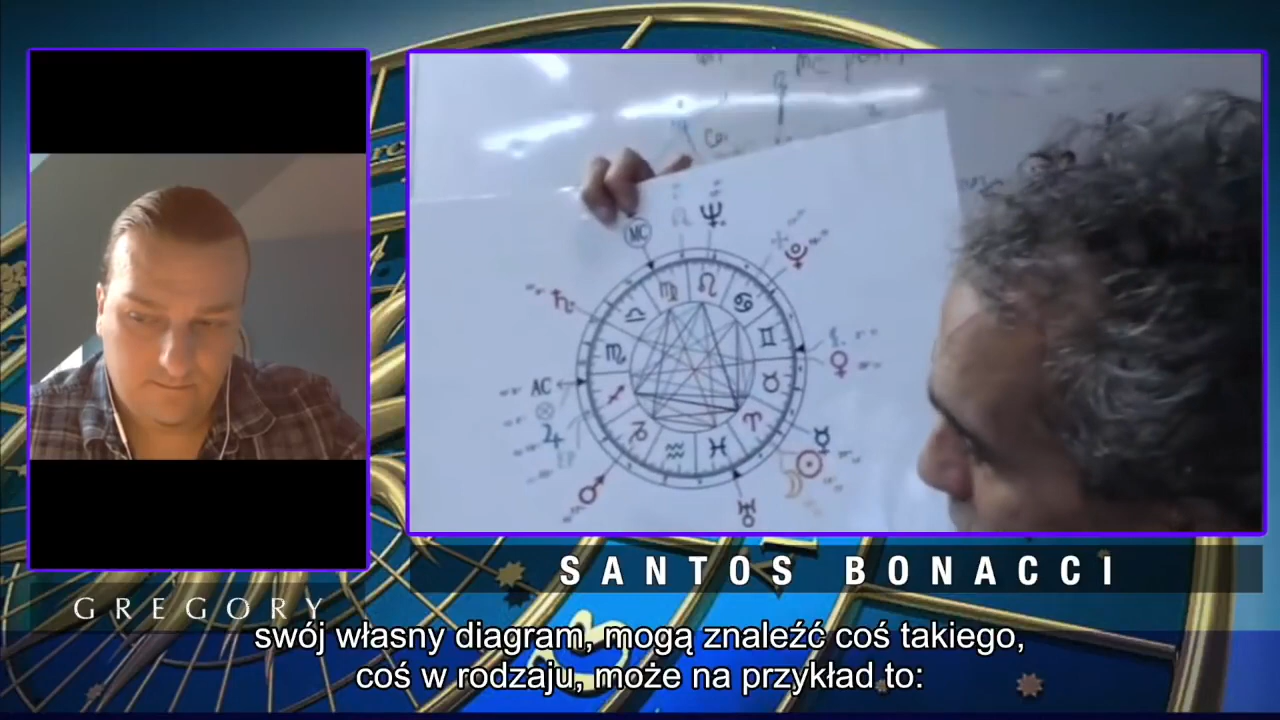 MC
AC
SANTOS BONACCI
GREGORY
swój własny diagram, mogą znaleźć coś takiego,
coś w rodzaju, może na przykład to: